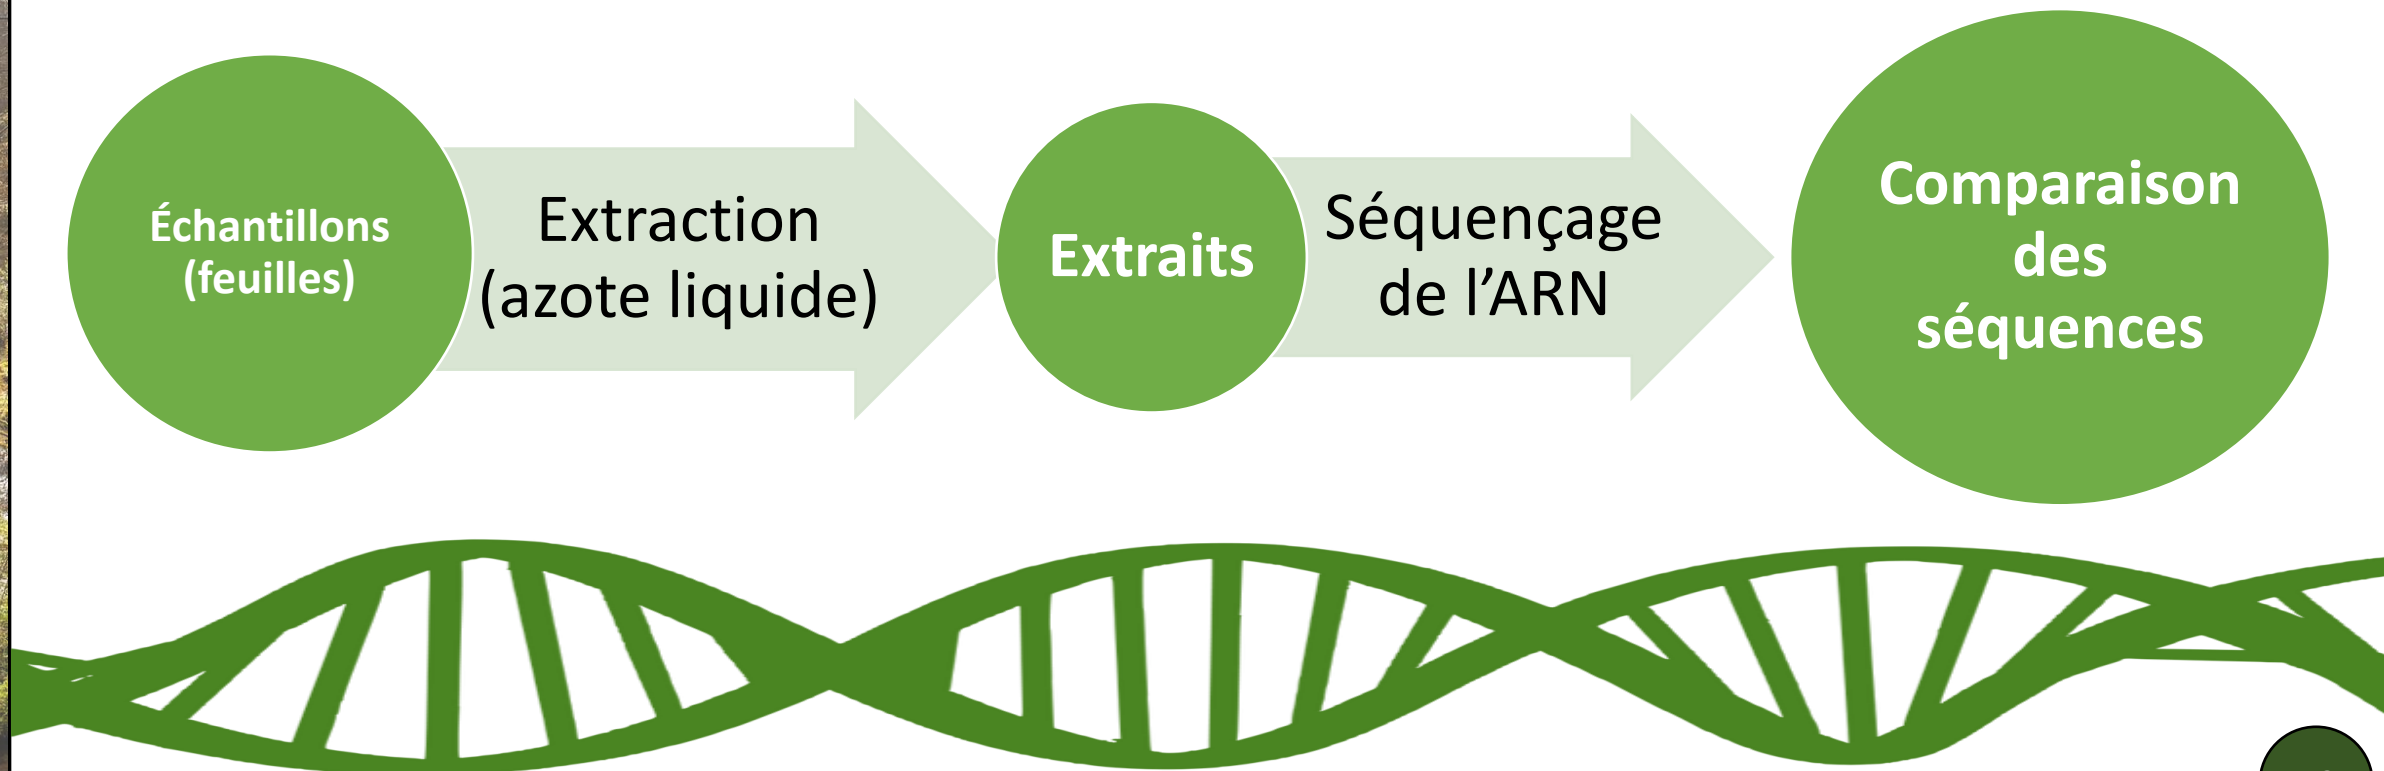 Échantillons
(feuilles)
Extraction
(azote liquide)
Extraits
Séquençage
de l’ARN
Comparaison
des
séquences